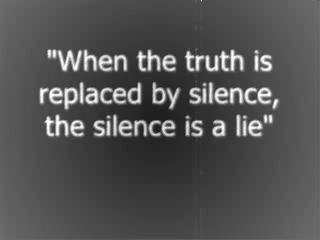 "When the truth is
replaced by silence,
the silence is a lie"